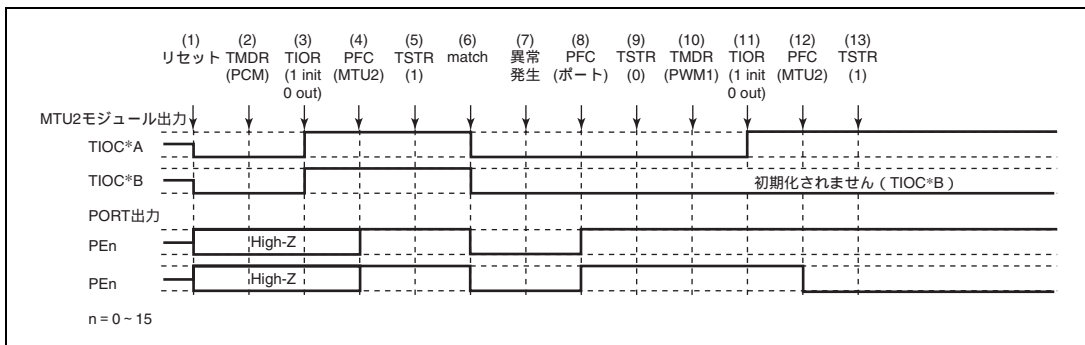 (1) (2) (3) (4) (5) (6) (7) (8) (9) (10) (11) (12) (13)
リセット TMDR TIOR PFC TSTR match 異常 PFC TSTR TMDR TIOR PFC TSTR
(PCM) (1 init (MTU2) (1) 発生 (ポート) (0) (PWM1) (1 init (MTU2) (1)
0 out) 0 out)
MTU2モジュール出力
TIOC*A
TIOC*B
初期化されません(TIOC*B)
PORT出力
PEn
High-Z
PEn
High-Z
n = 0 ~ 15